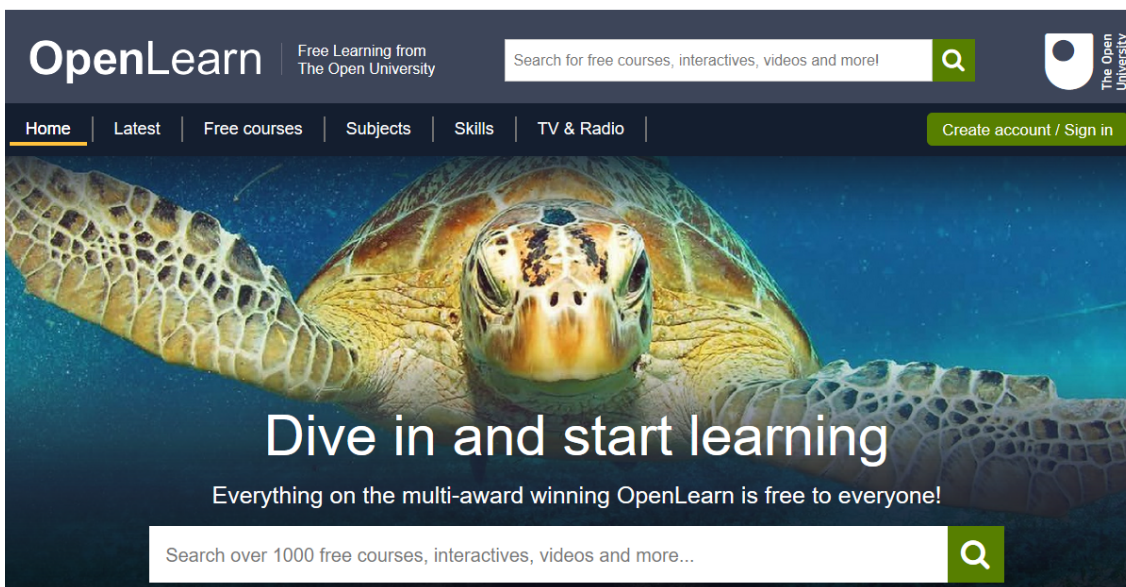 OpenLearn
Free Learning from
The Open University
Search for free courses, interactives, videos and more!
The Open
University
Home
Latest
Free courses
Subjects
Skills
TV & Radio
Create account / Sign in
Dive in and start learning
Everything on the multi-award winning OpenLearn is free to everyone!
Search over 1000 free courses, interactives, videos and more...